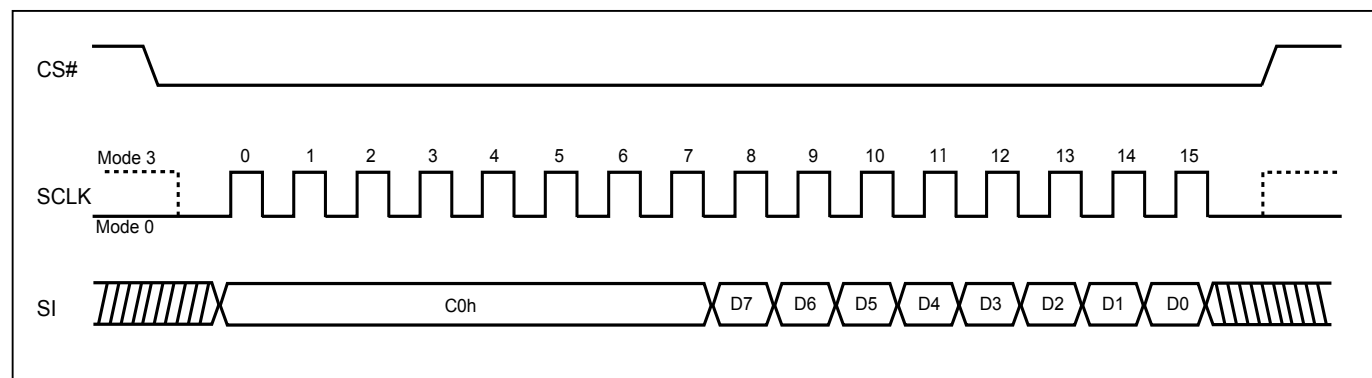 CS#
Mode 3 0 1 2 3 4 5 6 7 8 9 10 11 12 13 14 15
SCLK
Mode 0
SI C0h D7 D6 D5 D4 D3 D2 D1 D0